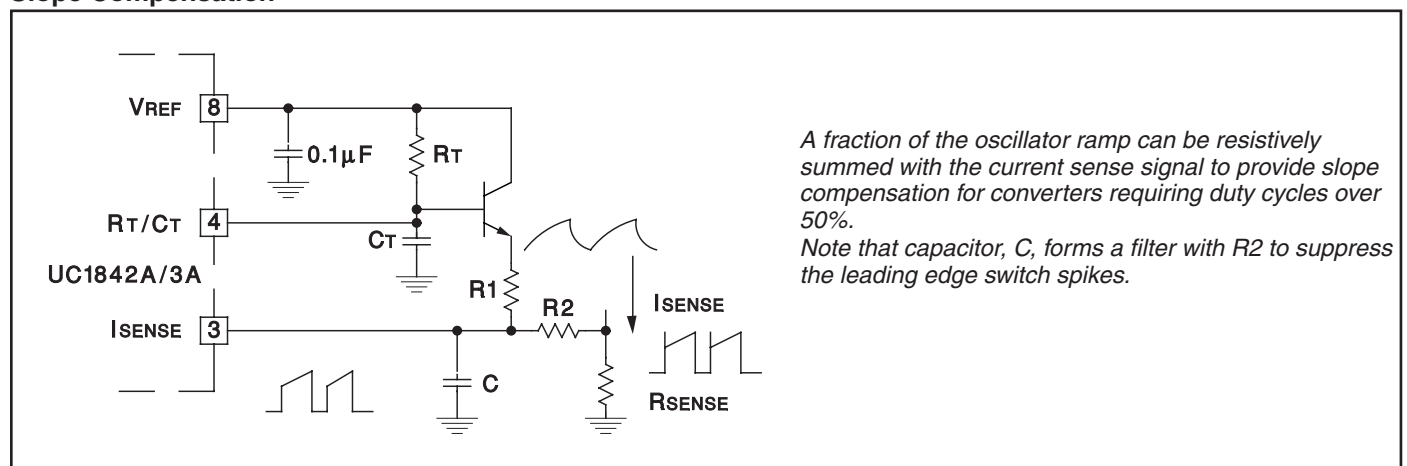 VREF 8
0.1µF
RT
RT/CT 4
CT
UC1842A/3A
R1
R2
ISENSE
ISENSE 3
C
RSENSE
A fraction of the oscillator ramp can be resistively
summed with the current sense signal to provide slope
compensation for converters requiring duty cycles over
50%.
Note that capacitor, C, forms a filter with R2 to suppress
the leading edge switch spikes.